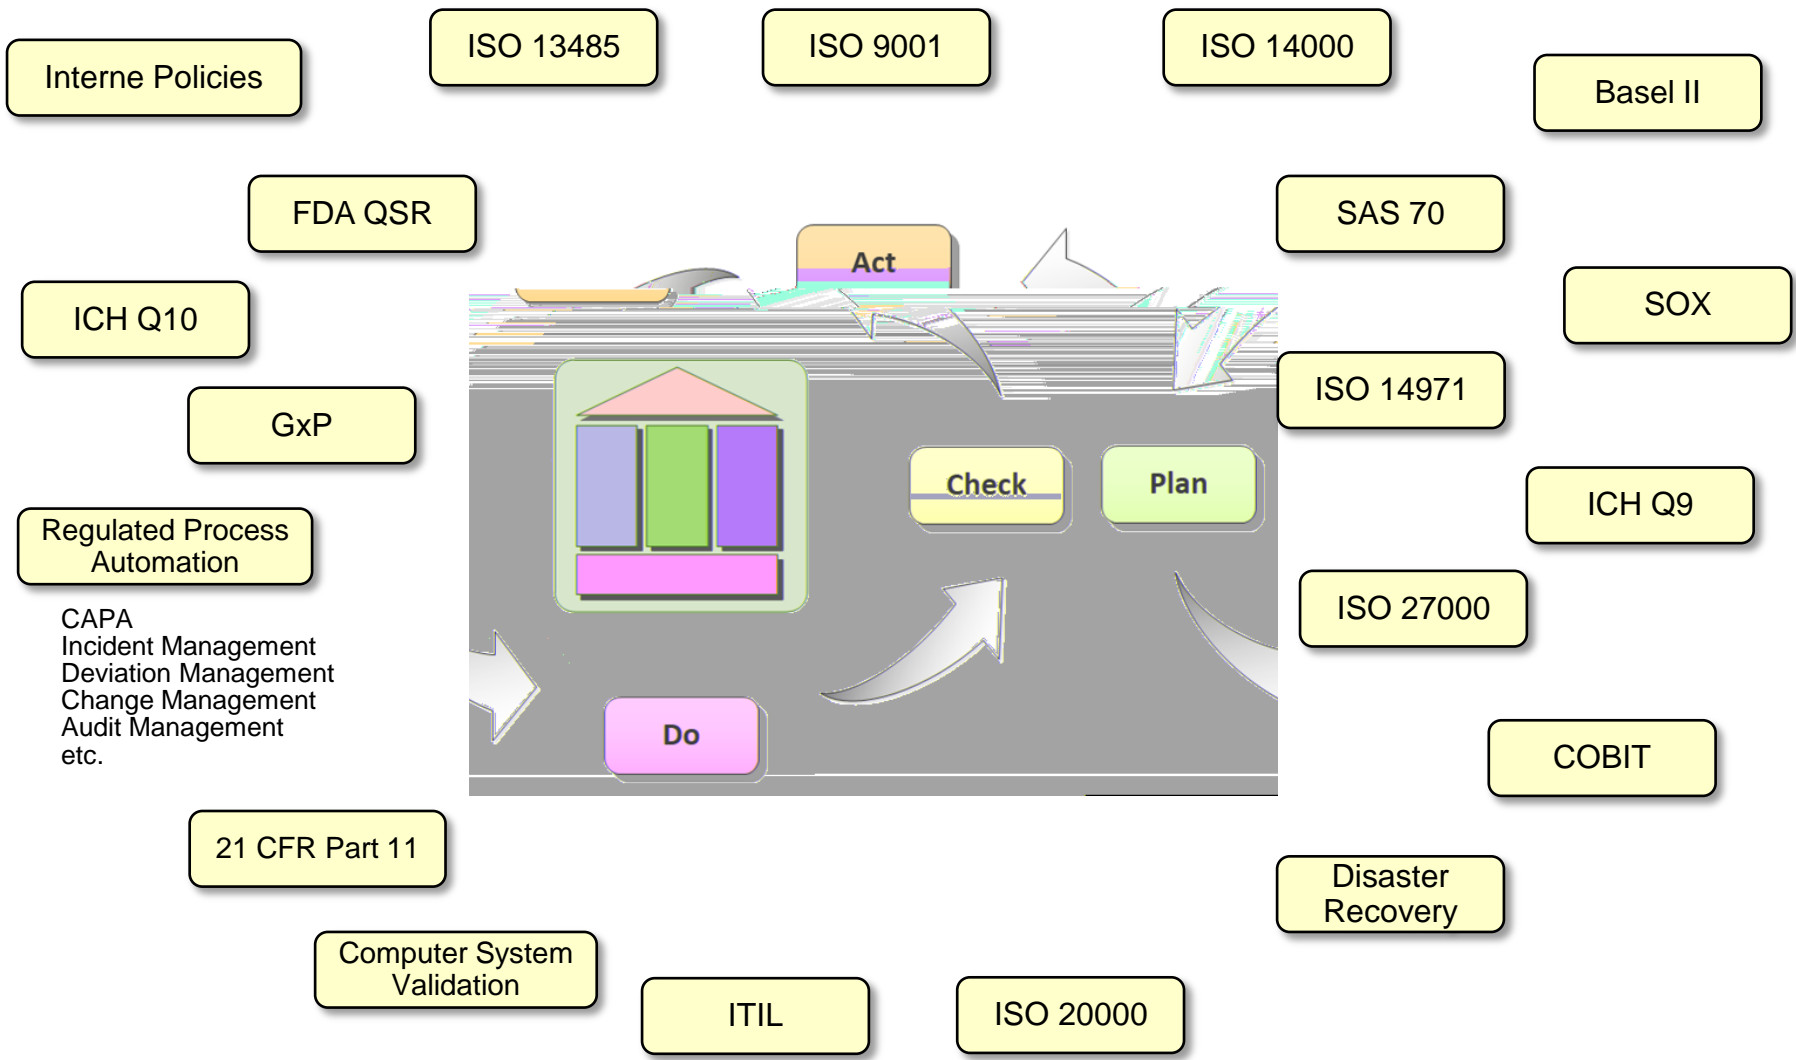 ISO 13485
ISO 9001
ISO 14000
Interne Policies
Basel II
FDA QSR
SAS 70
Act
ICH Q10
SOX
ISO 14971
GxP
Check
Plan
ICH Q9
Regulated Process
Automation
CAPA
Incident Management
Deviation Management
Change Management
Audit Management
etc.
ISO 27000
Do
COBIT
21 CFR Part 11
Disaster
Recovery
Computer System
Validation
ITIL
ISO 20000